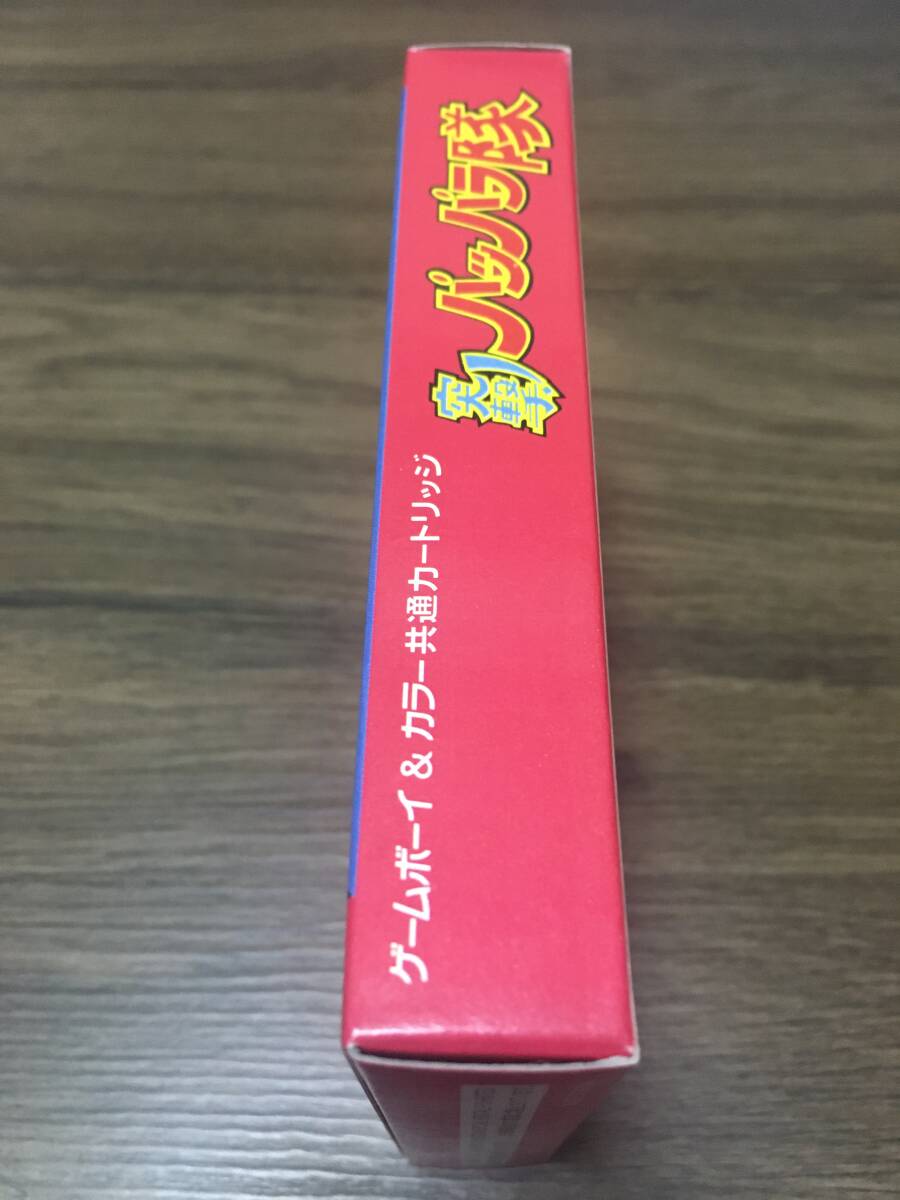 突撃!パッパラ隊
ゲームボーイ & カラー共通カートリッジ